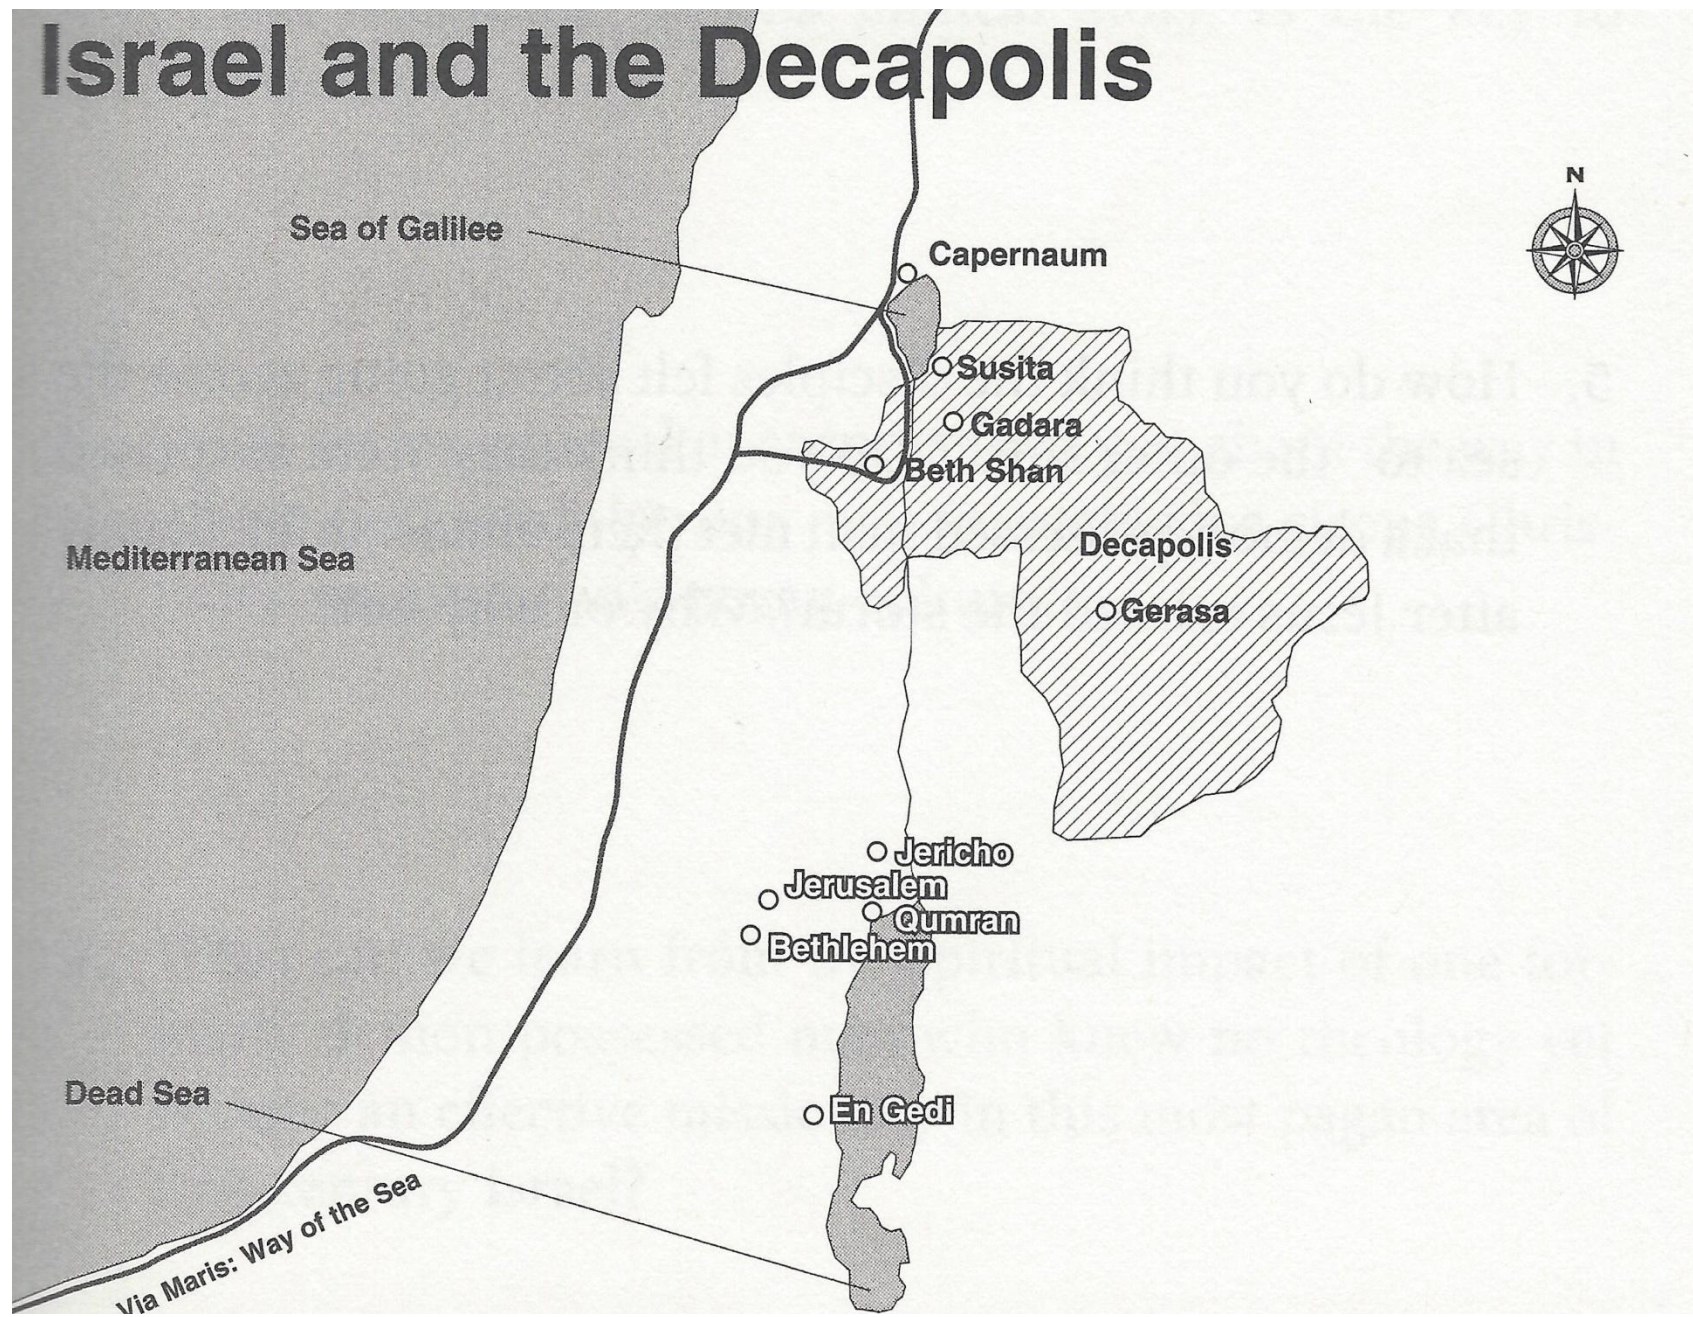 Israel and the Decapolis
N
Sea of Galilee
Capernaum
Susita
Gadara
Beth Shan
Mediterranean Sea
Decapolis
Gerasa
Jericho
Jerusalem
Qumran
Bethlehem
Dead Sea
En Gedi
Via Maris: Way of the Sea